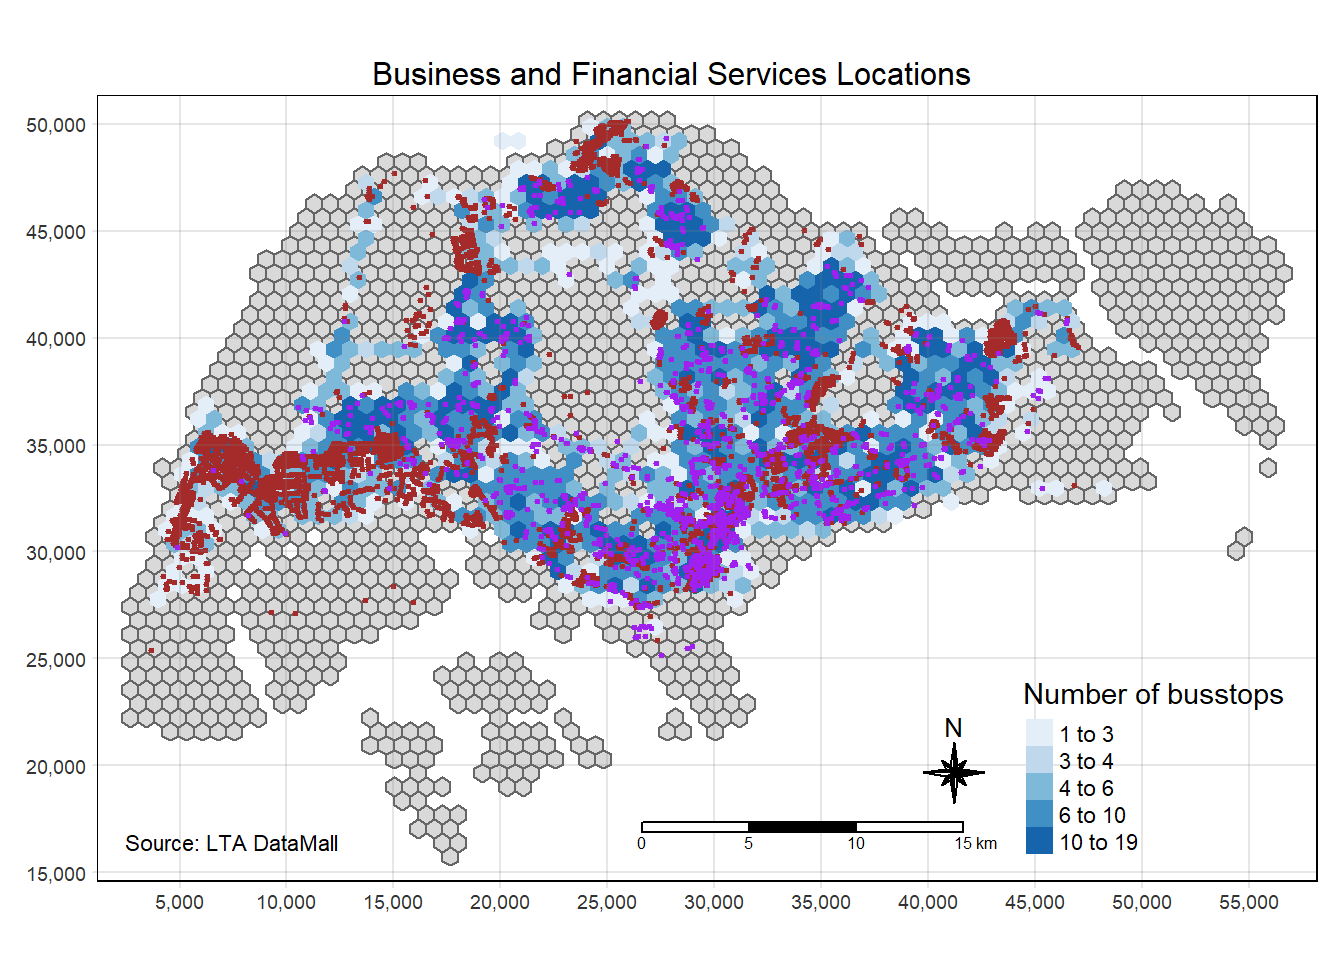 Business and Financial Services Locations
50,000
45,000
40,000
35,000
30,000
25,000
20,000
15,000
Number of busstops
1 to 3
3 to 4
4 to 6
6 to 10
10 to 19
N
0 5 10 15 km
Source: LTA DataMall
5,000 10,000 15,000 20,000 25,000 30,000 35,000 40,000 45,000 50,000 55,000